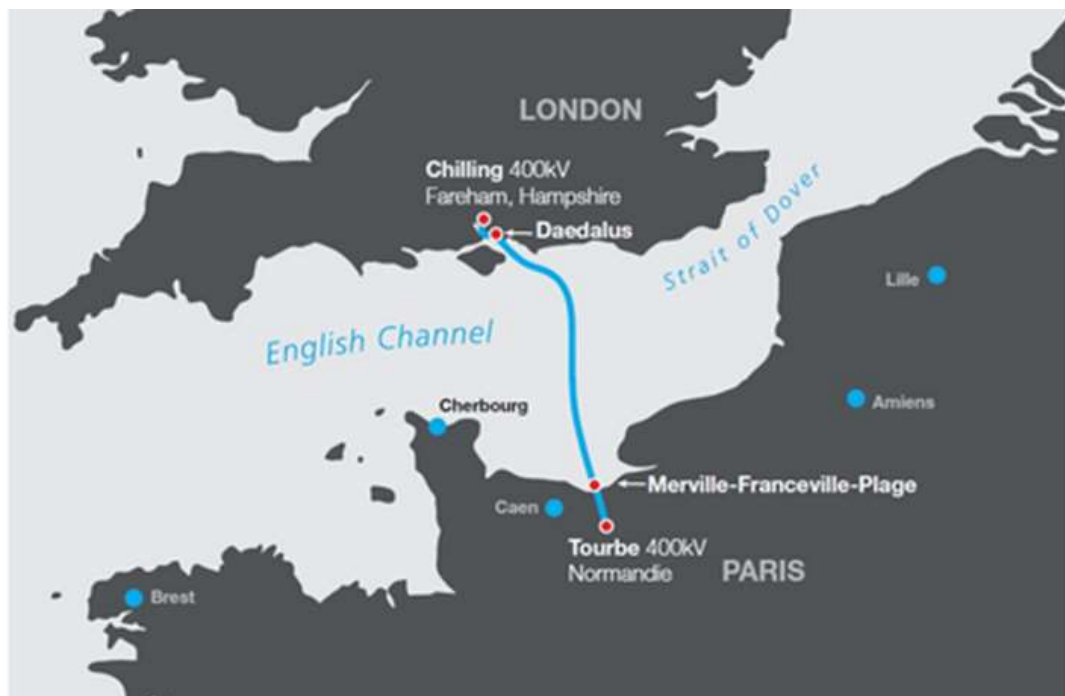 LONDON
Chilling 400kV
Fareham, Hampshire
Daedalus
Strait of Dover
Lille
English Channel
Cherbourg
Amiens
Merville-Franceville-Plage
Caen
Tourbe 400kV
Normandie
PARIS
Brest